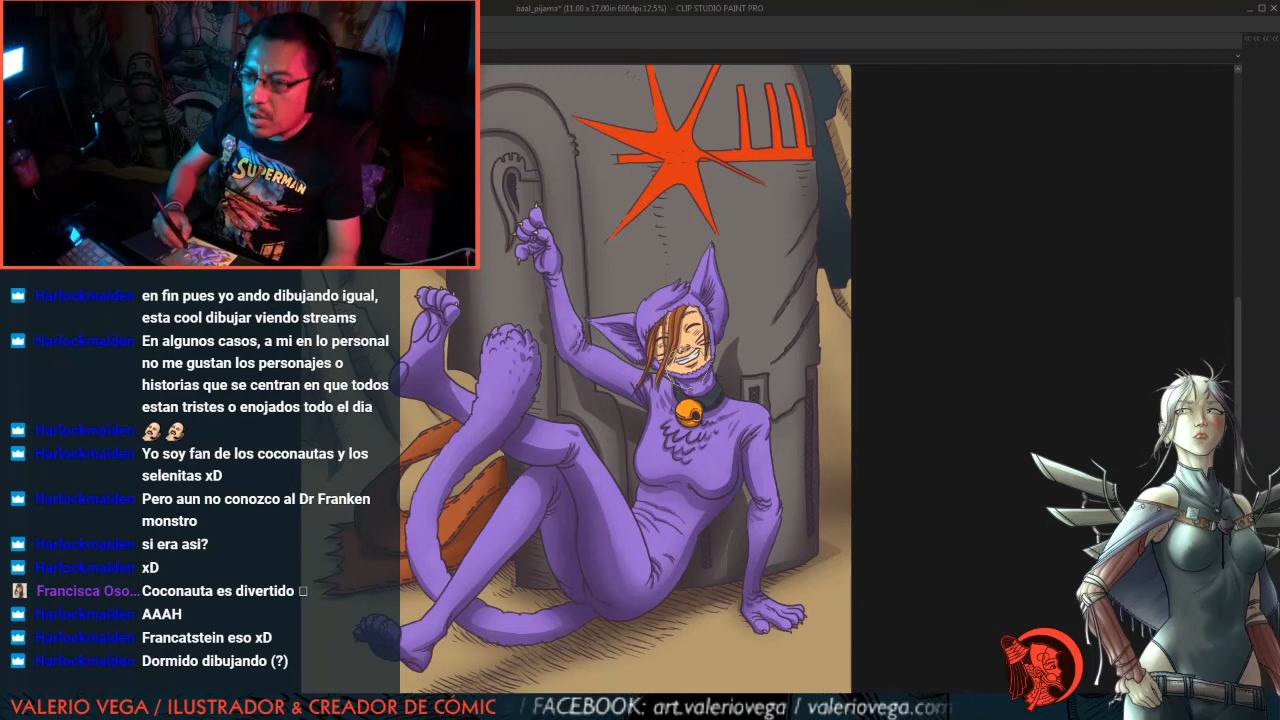 baal_pijama* (11.00 x 17.00in 600dpi 12.5%) - CLIP STUDIO PAINT PRO
SUPERMAN
Harlockmaiden en fin pues yo ando dibujando igual,
esta cool dibujar viendo streams
Harlockmaiden En algunos casos, a mi en lo personal
no me gustan los personajes o
historias que se centran en que todos
estan tristes o enojados todo el dia
Harlockmaiden
Harlockmaiden Yo soy fan de los coconautas y los
selenitas xD
Harlockmaiden Pero aun no conozco al Dr Franken
monstro
Harlockmaiden si era asi?
Harlockmaiden xD
Francisca Oso... Coconauta es divertido
Harlockmaiden AAAH
Harlockmaiden Francatstein eso xD
Harlockmaiden Dormido dibujando (?)
VALERIO VEGA / ILUSTRADOR & CREADOR DE CÓMIC / FACEBOOK: art.valeriovega / valeriovega.com